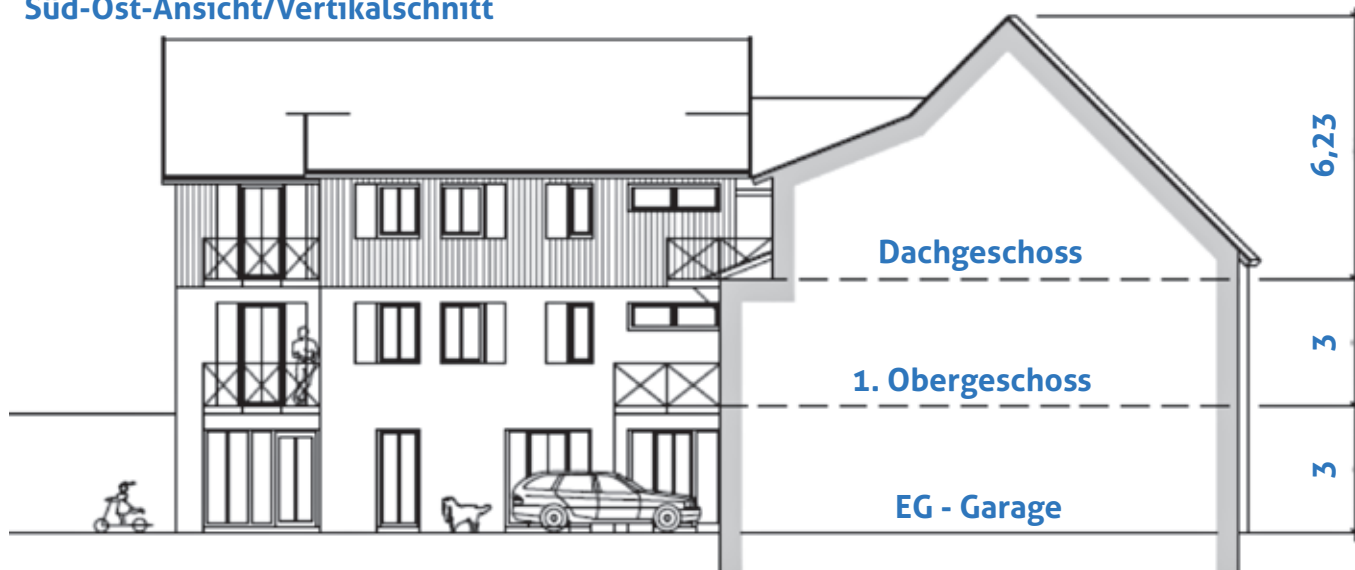 Süd-Ost-Ansicht/Vertikalschnitt
6,23
Dachgeschoss
3
1. Obergeschoss
3
EG - Garage